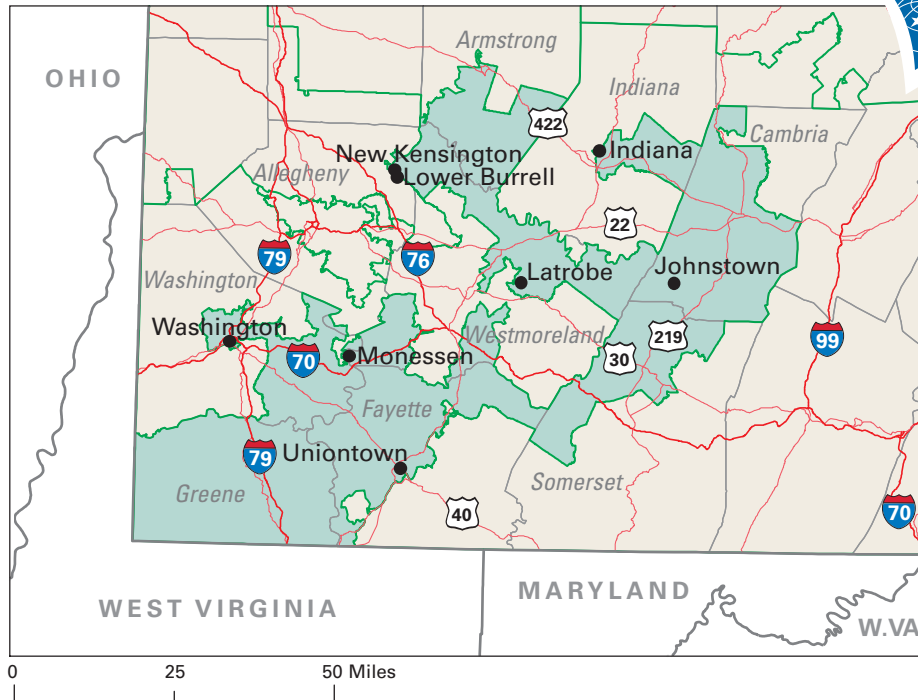 Armstrong
OHIO
Indiana
422
Cambria
New Kensington
Indiana
Allegheny
Lower Burrell
22
79
76
Latrobe
Johnstown
Washington
Washington
Westmoreland
219
99
70
Monessen
30
Fayette
79
Uniontown
Greene
Somerset
40
70
MARYLAND
WEST VIRGINIA
W.VA
0 25 50 Miles